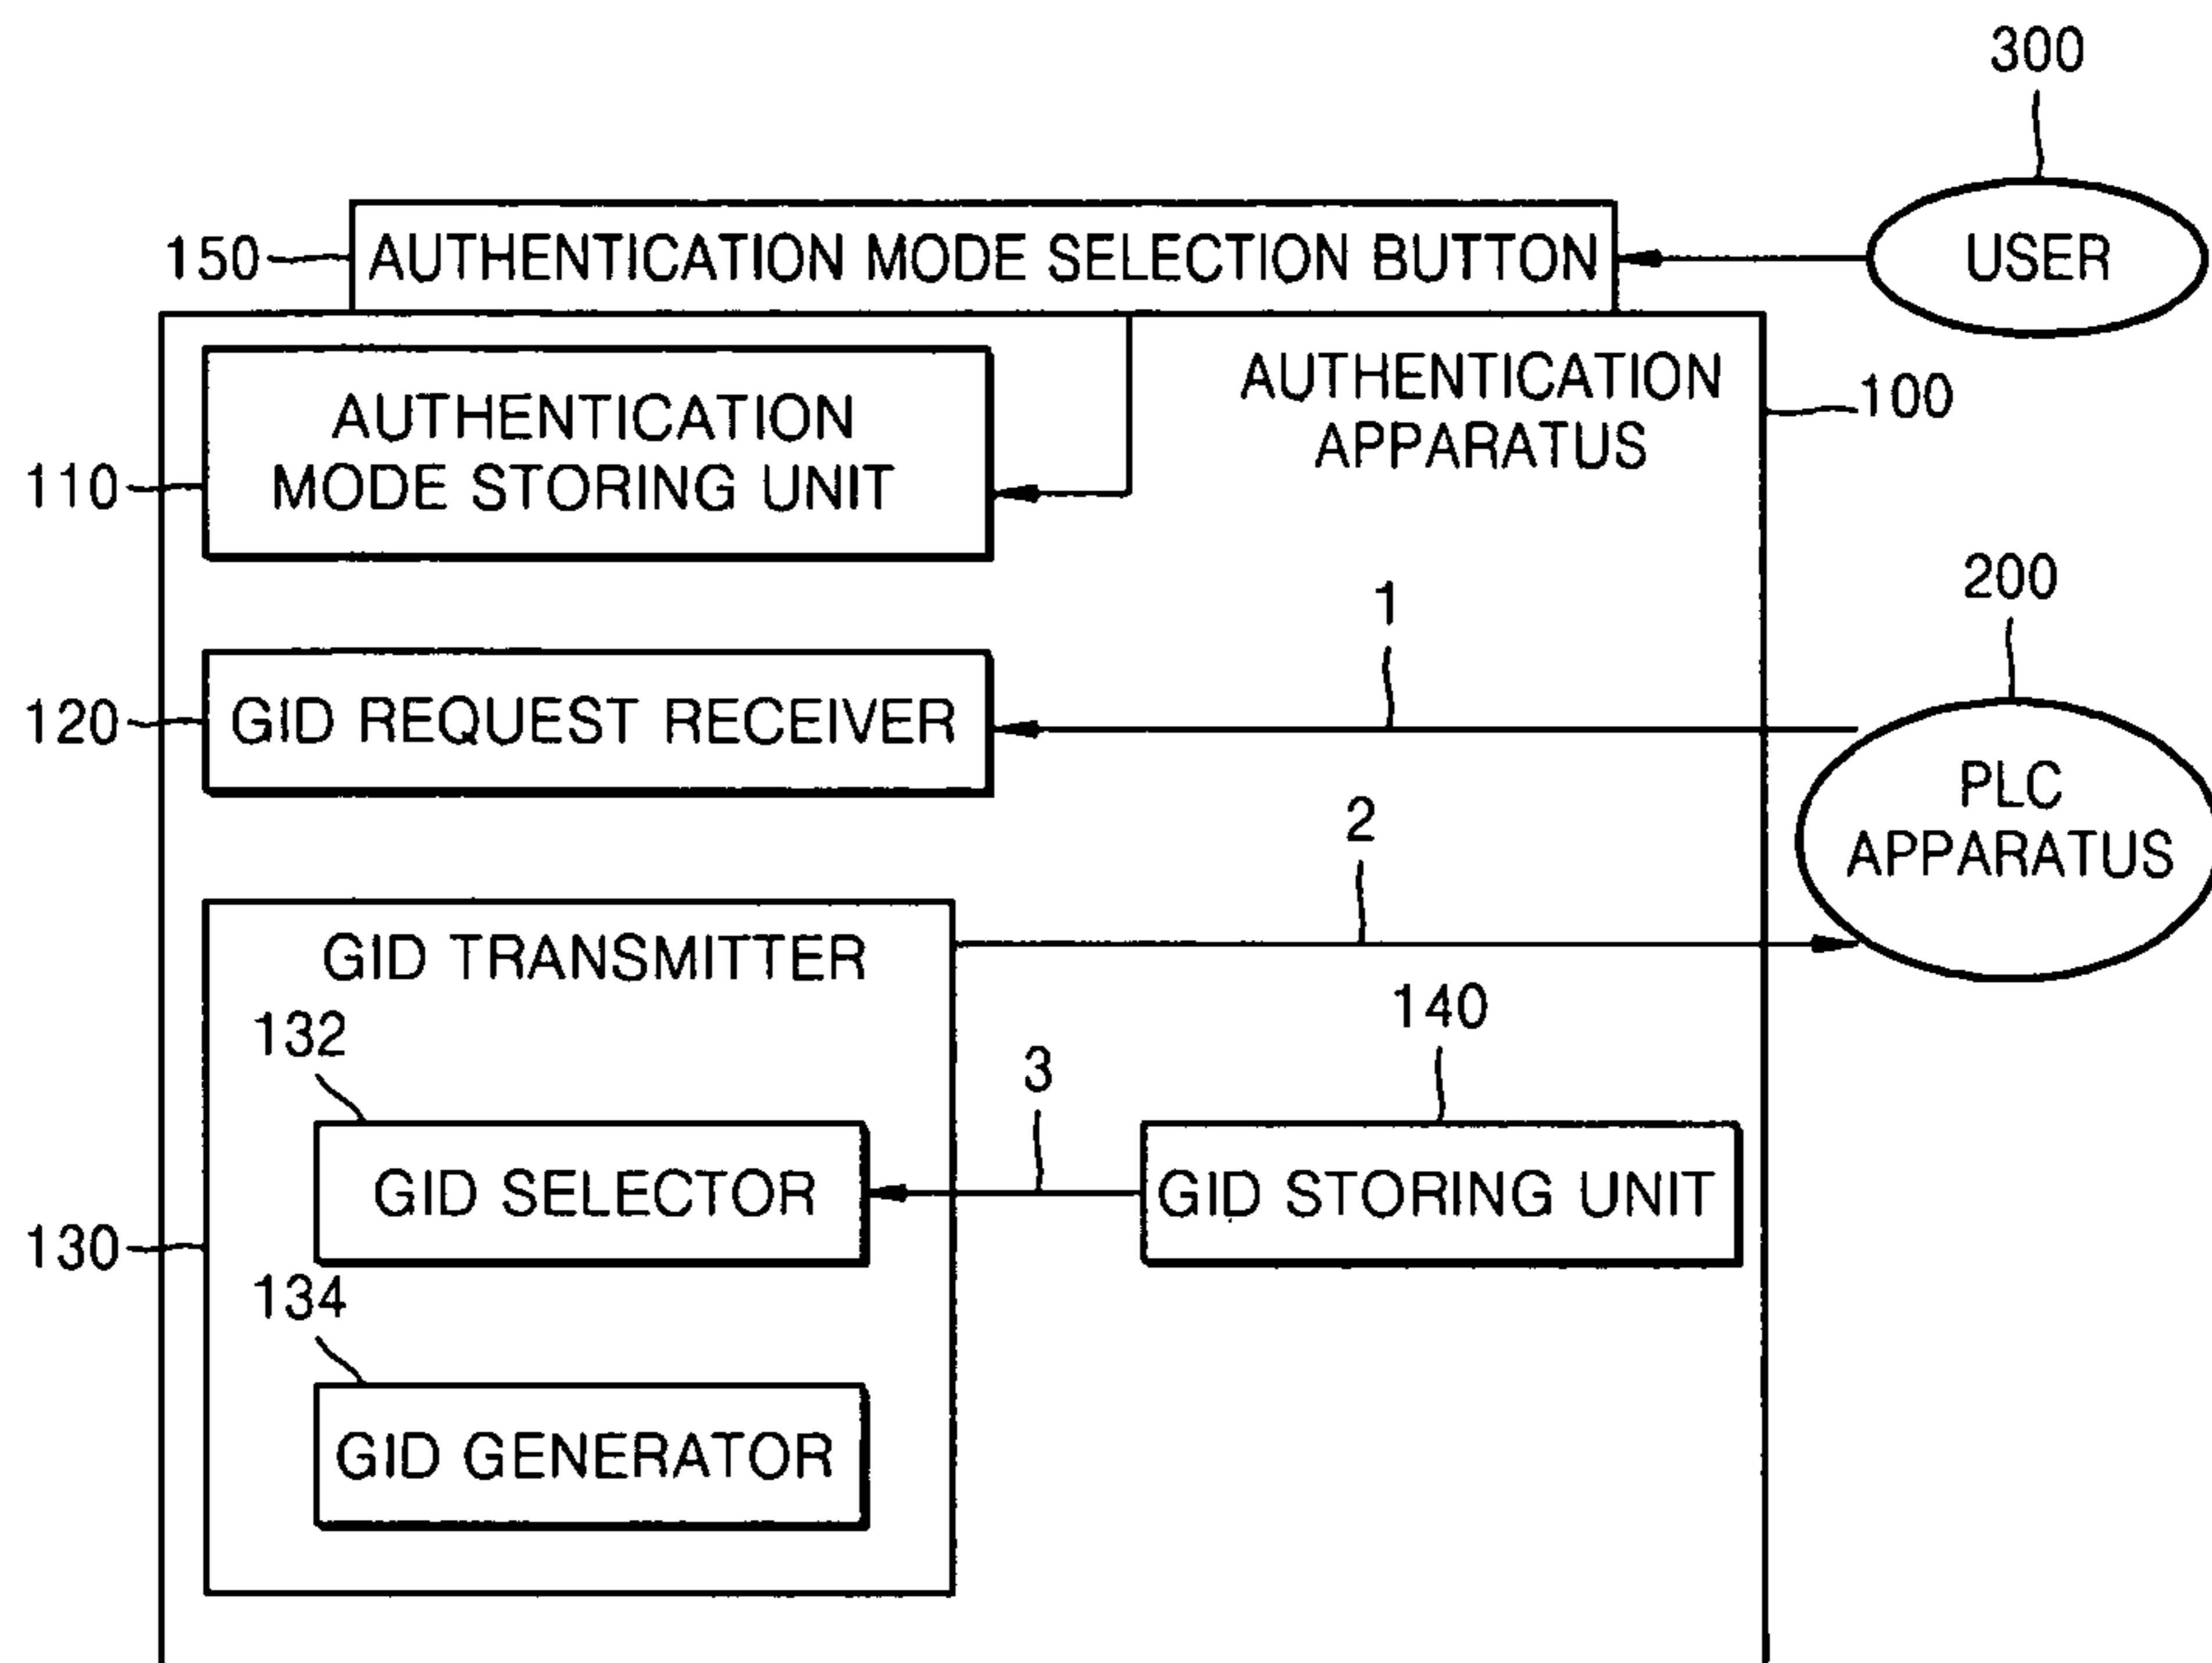 300
150 AUTHENTICATION MODE SELECTION BUTTON
USER
AUTHENTICATION
APPARATUS
100
AUTHENTICATION
MODE STORING UNIT
110
1
200
120
GID REQUEST RECEIVER
PLC
APPARATUS
2
GID TRANSMITTER
140
132
3
GID SELECTOR
GID STORING UNIT
130
134
GID GENERATOR